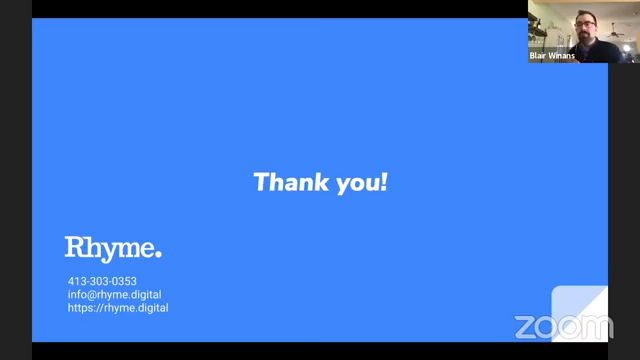 Blair Winans
Thank you!
Rhyme.
413-303-0353
info@rhyme.digital
https://rhyme.digital
zoom